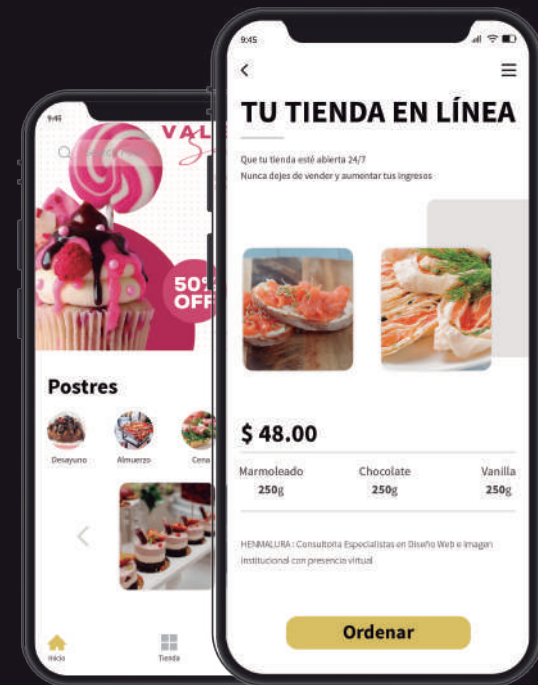 9:45
VALE
50%
OFF
Postres
Desayuno
Almuerzo
Cena
Inicio
Tienda
9:45
TU TIENDA EN LÍNEA
Que tu tienda esté abierta 24/7
Nunca dejes de vender y aumentar tus ingresos
$ 48.00
Marmoleado
Chocolate
Vanilla
250g
250g
250g
HENMALURA: Consultoría Especialistas en Diseño Web e Imagen
institucional con presencia virtual
Ordenar